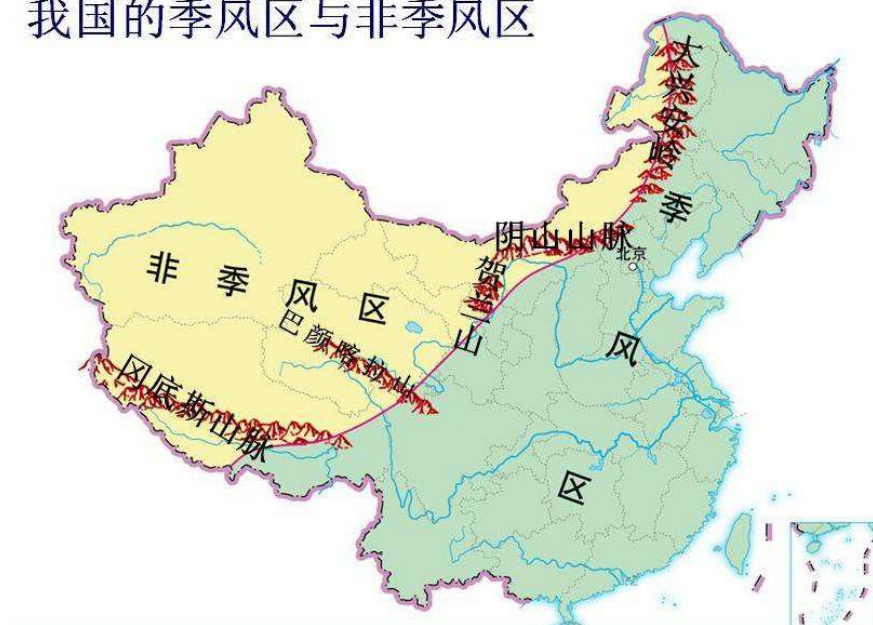 我国的季风区与非季风区
大兴安岭
季
阴山山脉
北京
贺兰山
非季风区
巴颜喀拉山
风
冈底斯山脉
区